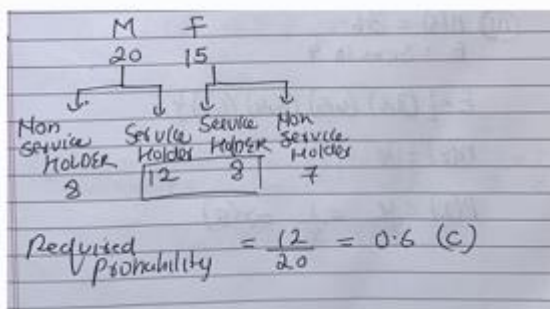 M F
20 15
Non Service HOLDER Service Holder Service HOLDER Non Service Holder
8 12 8 7
Required Probability = 12/20 = 0.6 (C)